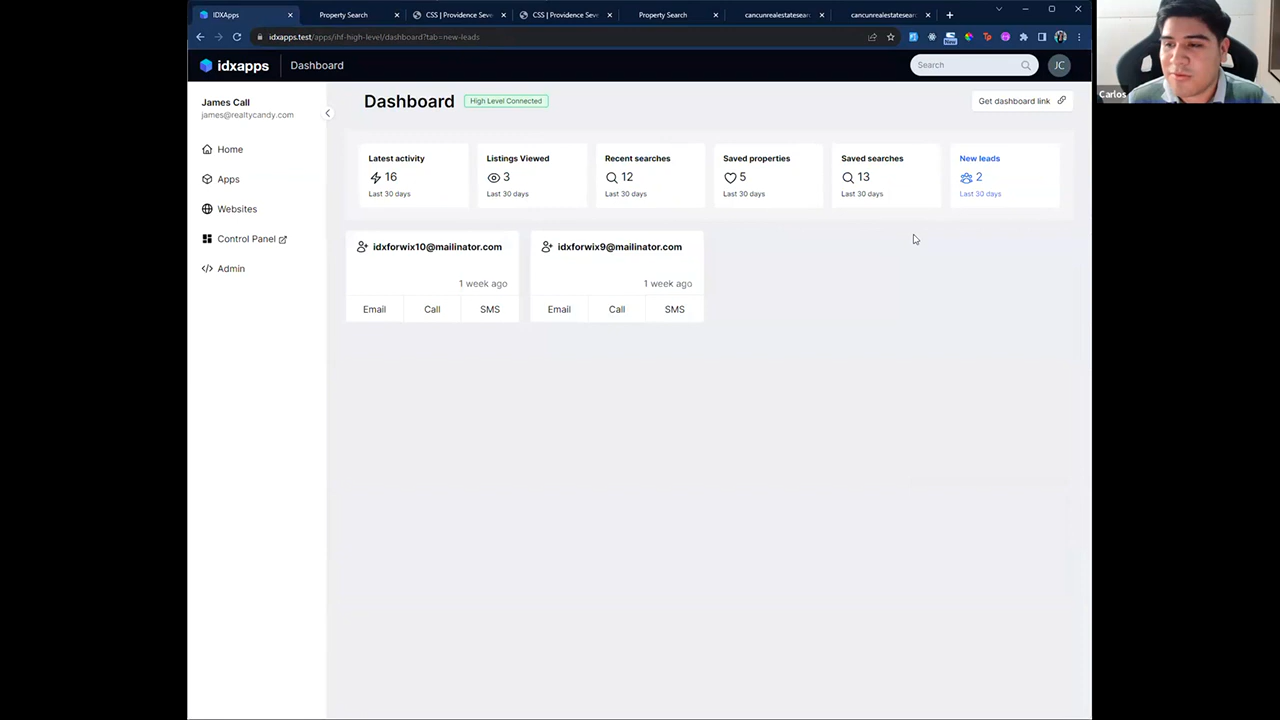 IDXApps
Property Search
CSS | Providence Seve
CSS | Providence Seve
Property Search
cancunrealestatesear
cancunrealestatesear
idxapps.test/apps/ihf-high-level/dashboard?tab=new-leads
New
idxapps
Dashboard
Search
JC
Carlos
James Call
james@realtycandy.com
Home
Apps
Websites
Control Panel
Admin
Dashboard
High Level Connected
Get dashboard link
Latest activity
16
Last 30 days
Listings Viewed
3
Last 30 days
Recent searches
12
Last 30 days
Saved properties
5
Last 30 days
Saved searches
13
Last 30 days
New leads
2
Last 30 days
idxforwix10@mailinator.com
1 week ago
Email Call SMS
idxforwix9@mailinator.com
1 week ago
Email Call SMS